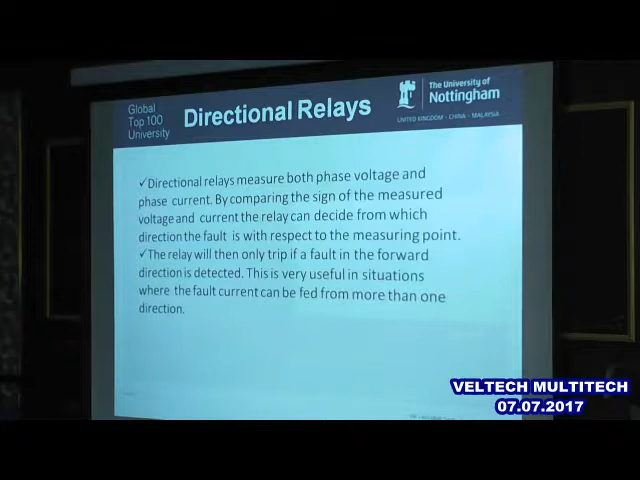 Global
Top 100
University
Directional Relays
The University of
Nottingham
UNITED KINGDOM · CHINA · MALAYSIA
✓Directional relays measure both phase voltage and
phase current. By comparing the sign of the measured
voltage and current the relay can decide from which
direction the fault is with respect to the measuring point.
✓The relay will then only trip if a fault in the forward
direction is detected. This is very useful in situations
where the fault current can be fed from more than one
direction.
VELTECH MULTITECH
07.07.2017